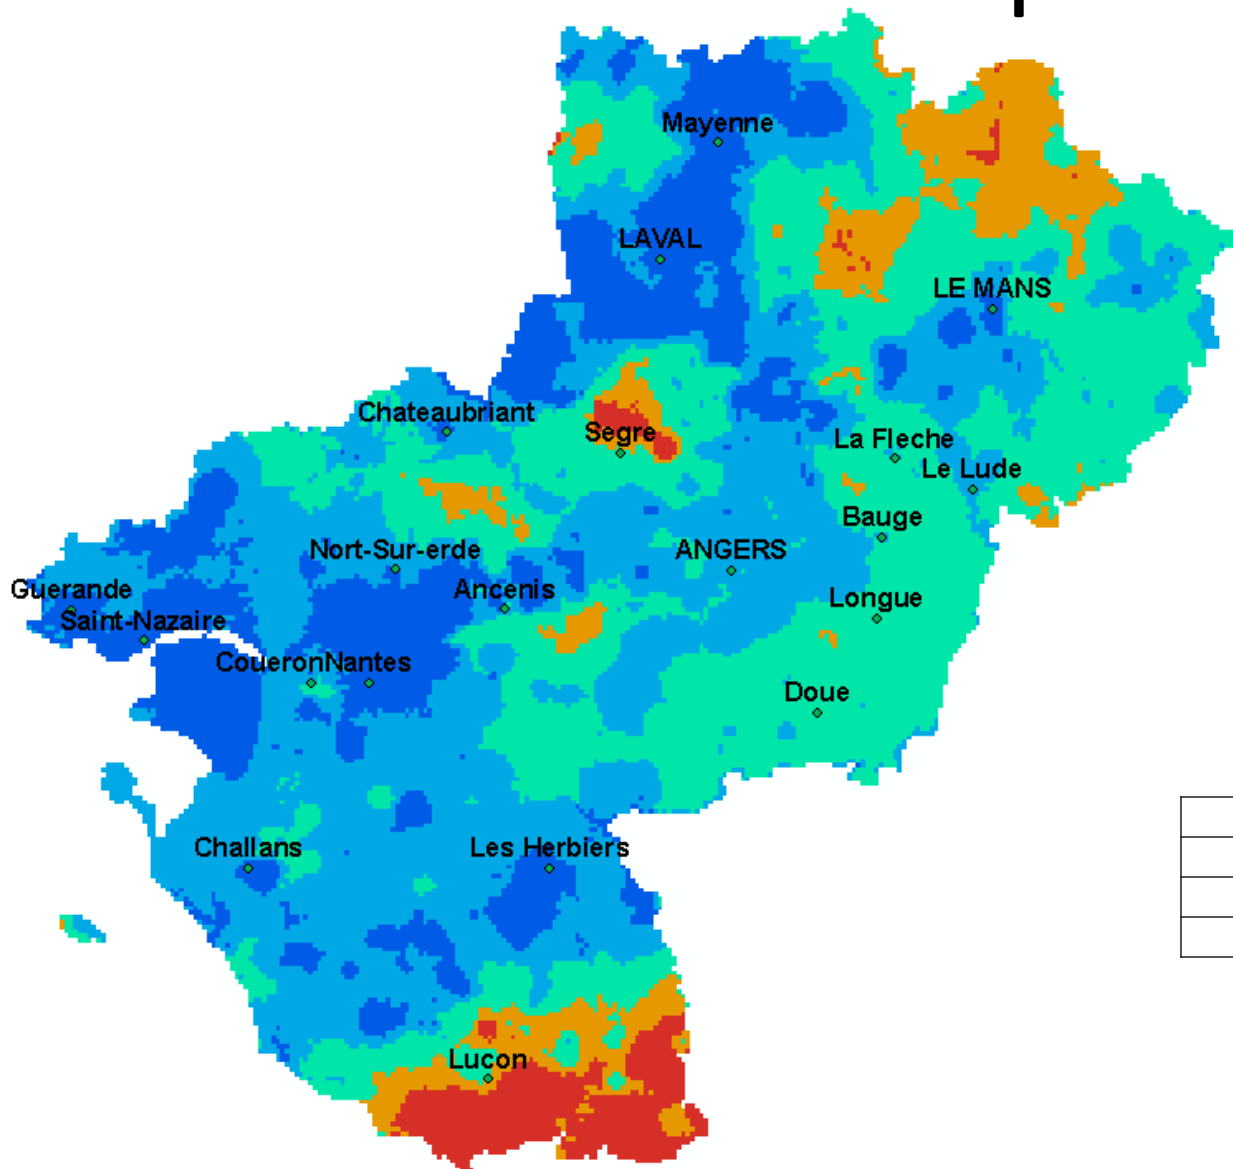 Mayenne
LAVAL
LE MANS
Chateaubriant
Segre
La Fleche
Le Lude
Bauge
Nort-Sur-erde
ANGERS
Guerande
Ancenis
Longue
Saint-Nazaire
CoueronNantes
Doue
Challans
Les Herbiers
Lucon